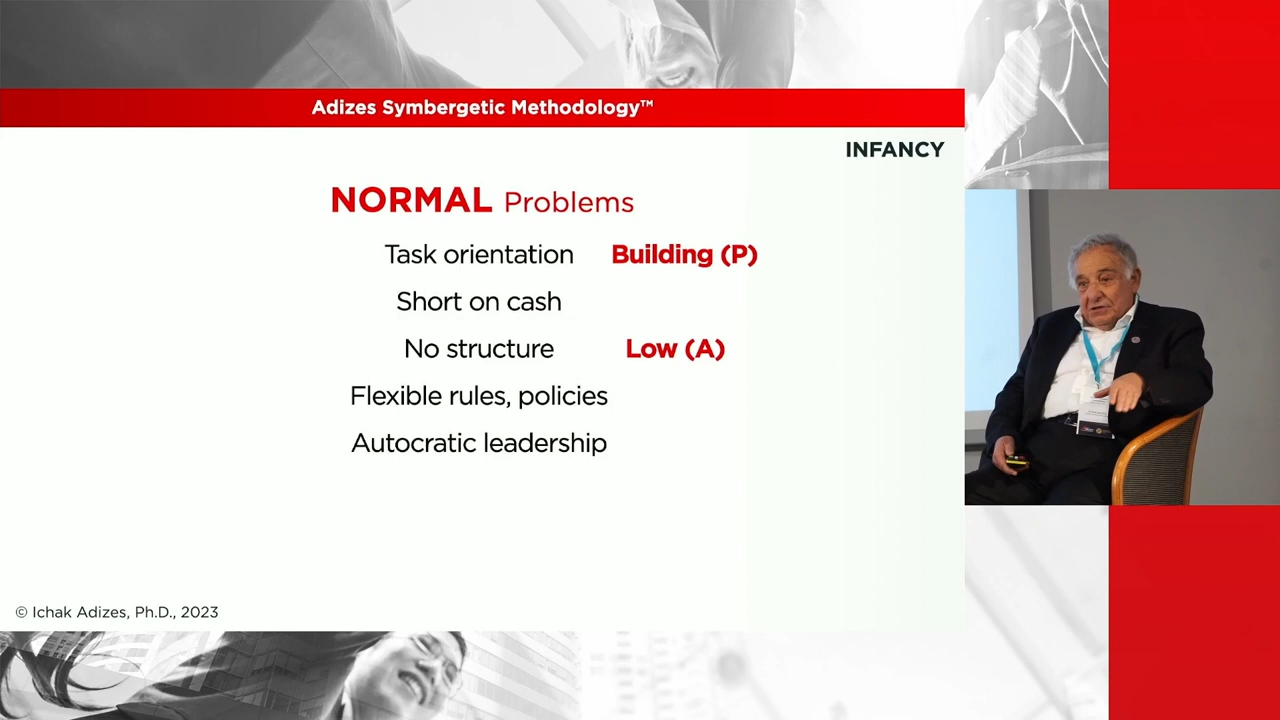 Adizes Symbergetic Methodology™
INFANCY
NORMAL Problems
Task orientation Building (P)
Short on cash
No structure Low (A)
Flexible rules, policies
Autocratic leadership
© Ichak Adizes, Ph.D., 2023